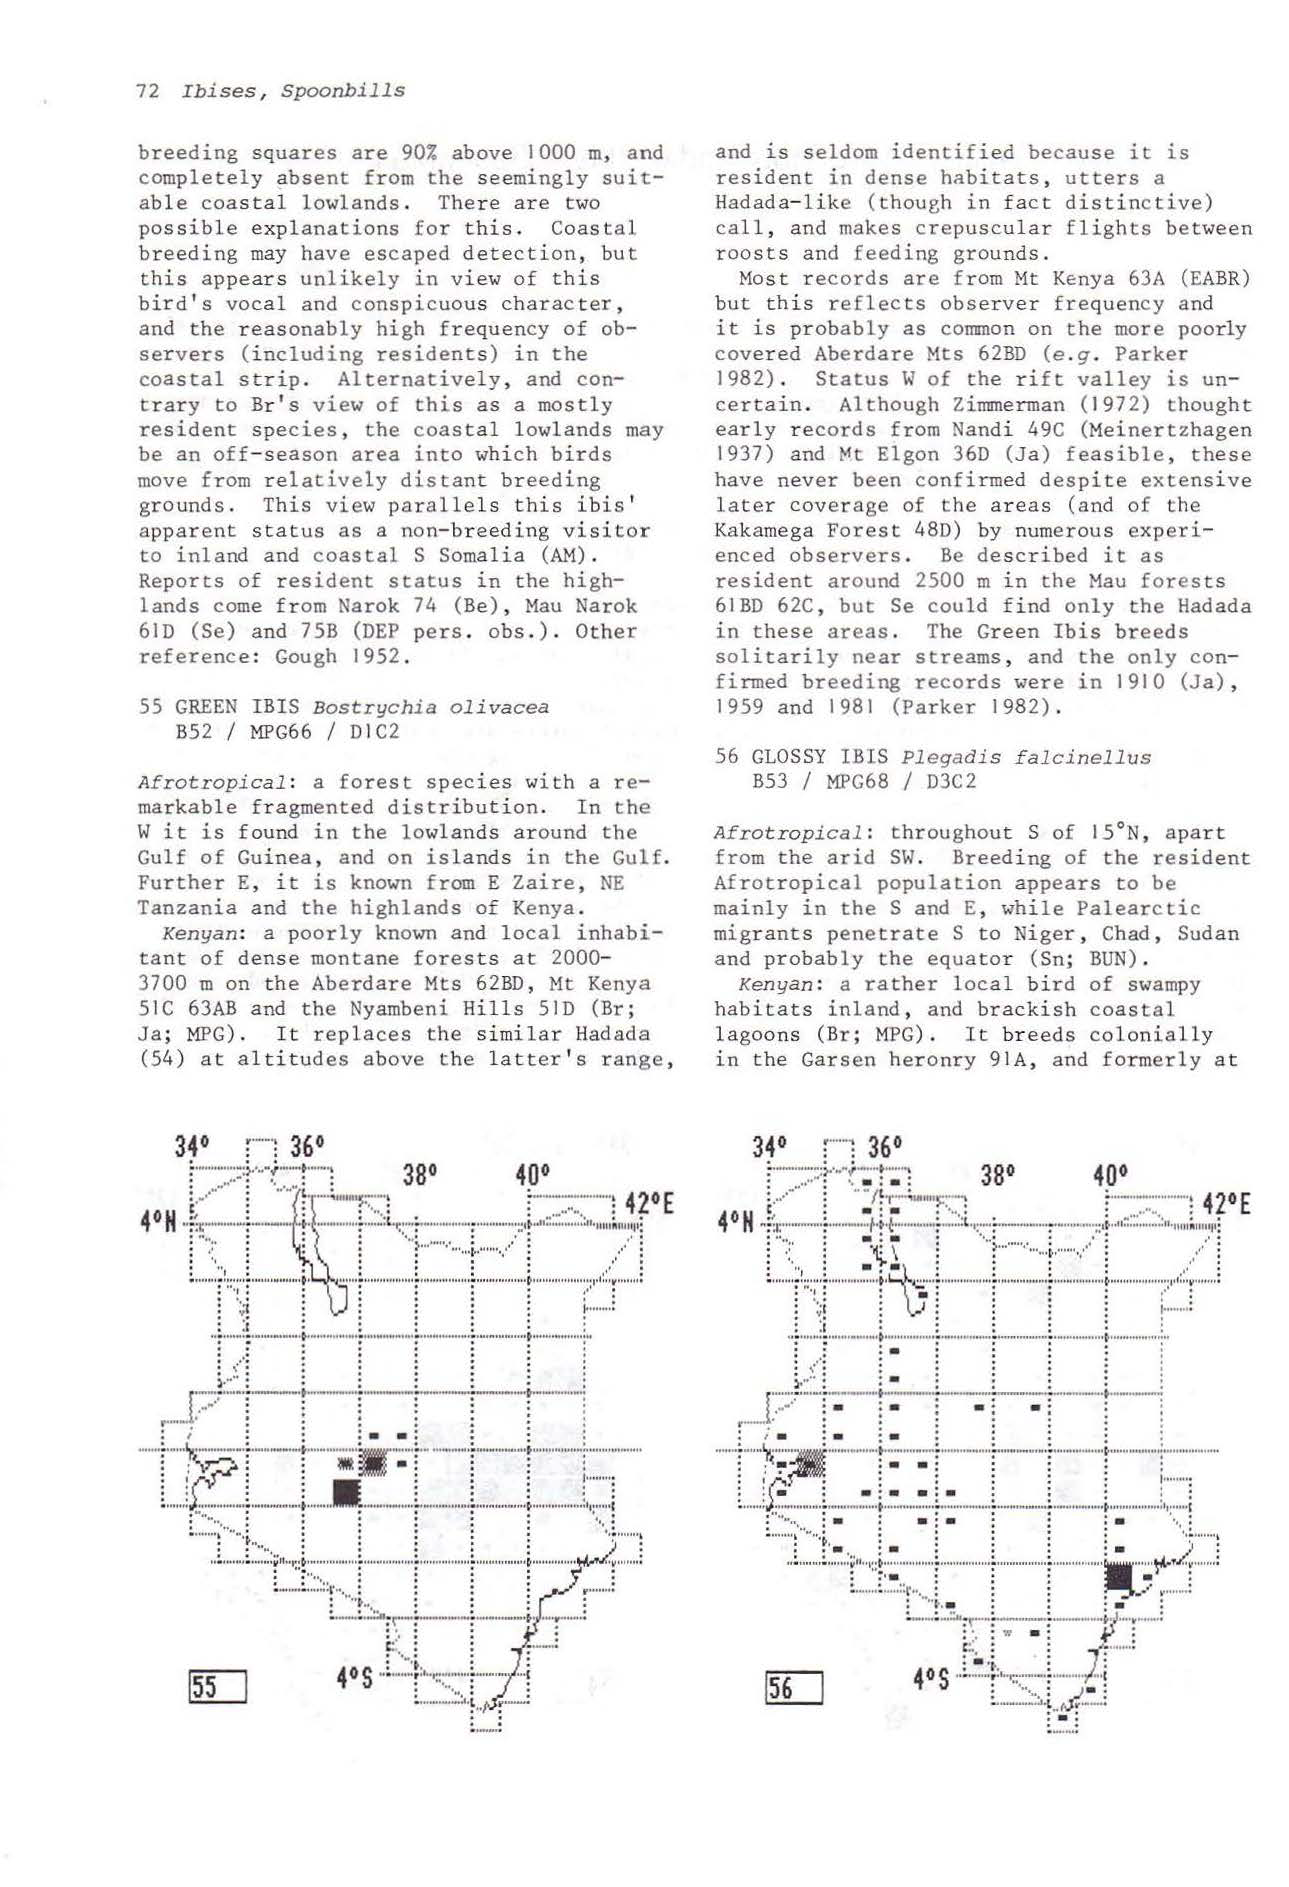 72 Ibises, Spoonbills
breeding squares are 90% above 1000 m, and
completely absent from the seemingly suit-
able coastal lowlands. There are two
possible explanations for this. Coastal
breeding may have escaped detection, but
this appears unlikely in view of this
bird's vocal and conspicuous character,
and the reasonably high frequency of ob-
servers (including residents) in the
coastal strip. Alternatively, and con-
trary to Br's view of this as a mostly
resident species, the coastal lowlands may
be an off-season area into which birds
move from relatively distant breeding
grounds. This view parallels this ibis'
apparent status as a non-breeding visitor
to inland and coastal S Somalia (AM).
Reports of resident status in the high-
lands come from Narok 74 (Be), Mau Narok
61D (Se) and 75B (DEP pers. obs.). Other
reference: Gough 1952.
55 GREEN IBIS Bostrychia olivacea
B52 / MPG66 / D1C2
Afrotropical: a forest species with a re-
markable fragmented distribution. In the
W it is found in the lowlands around the
Gulf of Guinea, and on islands in the Gulf.
Further E, it is known from E Zaire, NE
Tanzania and the highlands of Kenya.
Kenyan: a poorly known and local inhabi-
tant of dense montane forests at 2000-
3700 m on the Aberdare Mts 62BD, Mt Kenya
51C 63AB and the Nyambeni Hills 51D (Br;
Ja; MPG). It replaces the similar Hadada
(54) at altitudes above the latter's range,
and is seldom identified because it is
resident in dense habitats, utters a
Hadada-like (though in fact distinctive)
call, and makes crepuscular flights between
roosts and feeding grounds.
Most records are from Mt Kenya 63A (EABR)
but this reflects observer frequency and
it is probably as common on the more poorly
covered Aberdare Mts 62BD (e.g. Parker
1982). Status W of the rift valley is un-
certain. Although Zimmerman (1972) thought
early records from Nandi 49C (Meinertzhagen
1937) and Mt Elgon 36D (Ja) feasible, these
have never been confirmed despite extensive
later coverage of the areas (and of the
Kakamega Forest 48D) by numerous experi-
enced observers. Be described it as
resident around 2500 m in the Mau forests
61BD 62C, but Se could find only the Hadada
in these areas. The Green Ibis breeds
solitarily near streams, and the only con-
firmed breeding records were in 1910 (Ja),
1959 and 1981 (Parker 1982).
56 GLOSSY IBIS Plegadis falcinellus
B53 / MPG68 / D3C2
Afrotropical: throughout S of 15°N, apart
from the arid SW. Breeding of the resident
Afrotropical population appears to be
mainly in the S and E, while Palearctic
migrants penetrate S to Niger, Chad, Sudan
and probably the equator (Sn; BUN).
Kenyan: a rather local bird of swampy
habitats inland, and brackish coastal
lagoons (Br; MPG). It breeds colonially
in the Garsen heronry 91A, and formerly at
34° 36°
38° 40°
42°E
4°N
4°S
55
34° 36°
38° 40°
42°E
4°N
4°S
56